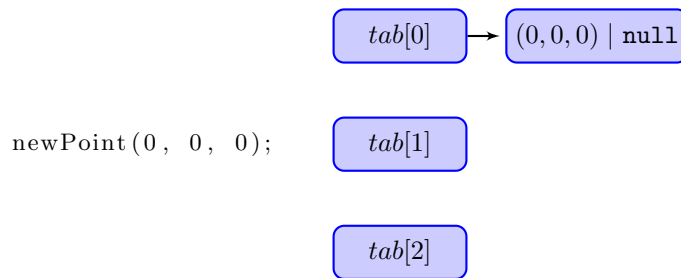 tab[0] (0, 0, 0) | null
newPoint(0, 0, 0); tab[1]
tab[2]